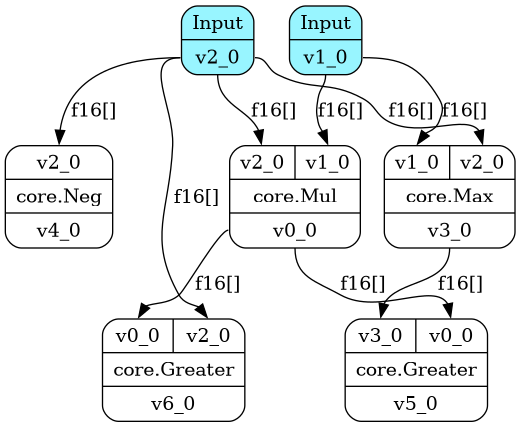 Input
Input
v2_0
v1_0
f16[]
f16[]
f16[]
f16[]
f16[]
v2_0
v2_0
v1_0
v1_0
v2_0
core.Neg
core.Mul
core.Max
v4_0
v0_0
v3_0
f16[]
f16[]
f16[]
f16[]
v0_0
v2_0
v3_0
v0_0
core.Greater
core.Greater
v6_0
v5_0